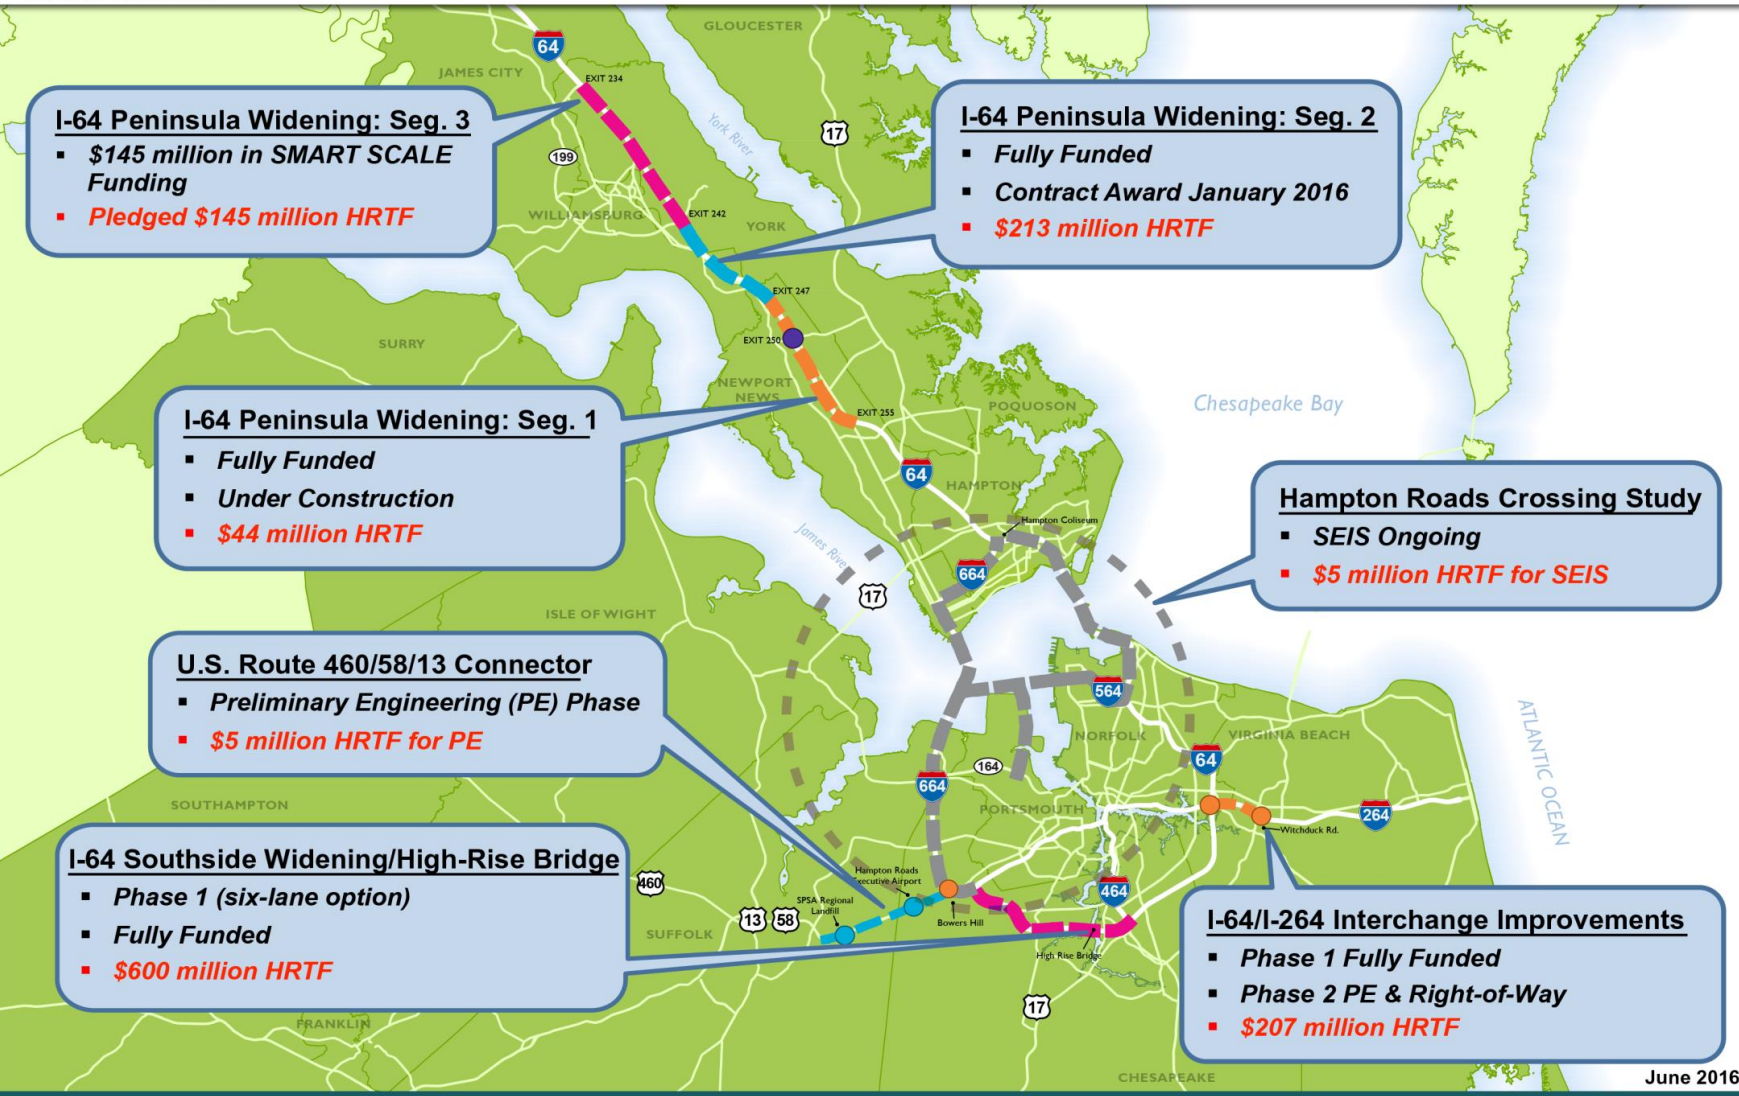 GLOUCESTER
64
JAMES CITY
EXIT 234
I-64 Peninsula Widening: Seg. 3
$145 million in SMART SCALE
Funding
Pledged $145 million HRTF
I-64 Peninsula Widening: Seg. 2
Fully Funded
Contract Award January 2016
$213 million HRTF
York River
17
199
WILLIAMSBURG
EXIT 242
YORK
EXIT 247
EXIT 250
SURRY
NEWPORT
NEWS
EXIT 255
POQUOSON
Chesapeake Bay
I-64 Peninsula Widening: Seg. 1
Fully Funded
Under Construction
$44 million HRTF
64
HAMPTON
Hampton Coliseum
James River
664
17
Hampton Roads Crossing Study
SEIS Ongoing
$5 million HRTF for SEIS
ISLE OF WIGHT
U.S. Route 460/58/13 Connector
Preliminary Engineering (PE) Phase
$5 million HRTF for PE
564
NORFOLK
VIRGINIA BEACH
ATLANTIC OCEAN
64
164
664
SOUTHAMPTON
PORTSMOUTH
264
Witchduck Rd.
I-64 Southside Widening/High-Rise Bridge
Phase 1 (six-lane option)
Fully Funded
$600 million HRTF
460
Hampton Roads
Executive Airport
SPSA Regional
Landfill
13
58
SUFFOLK
Bowers Hill
464
High Rise Bridge
17
I-64/I-264 Interchange Improvements
Phase 1 Fully Funded
Phase 2 PE & Right-of-Way
$207 million HRTF
FRANKLIN
CHESAPEAKE
June 2016